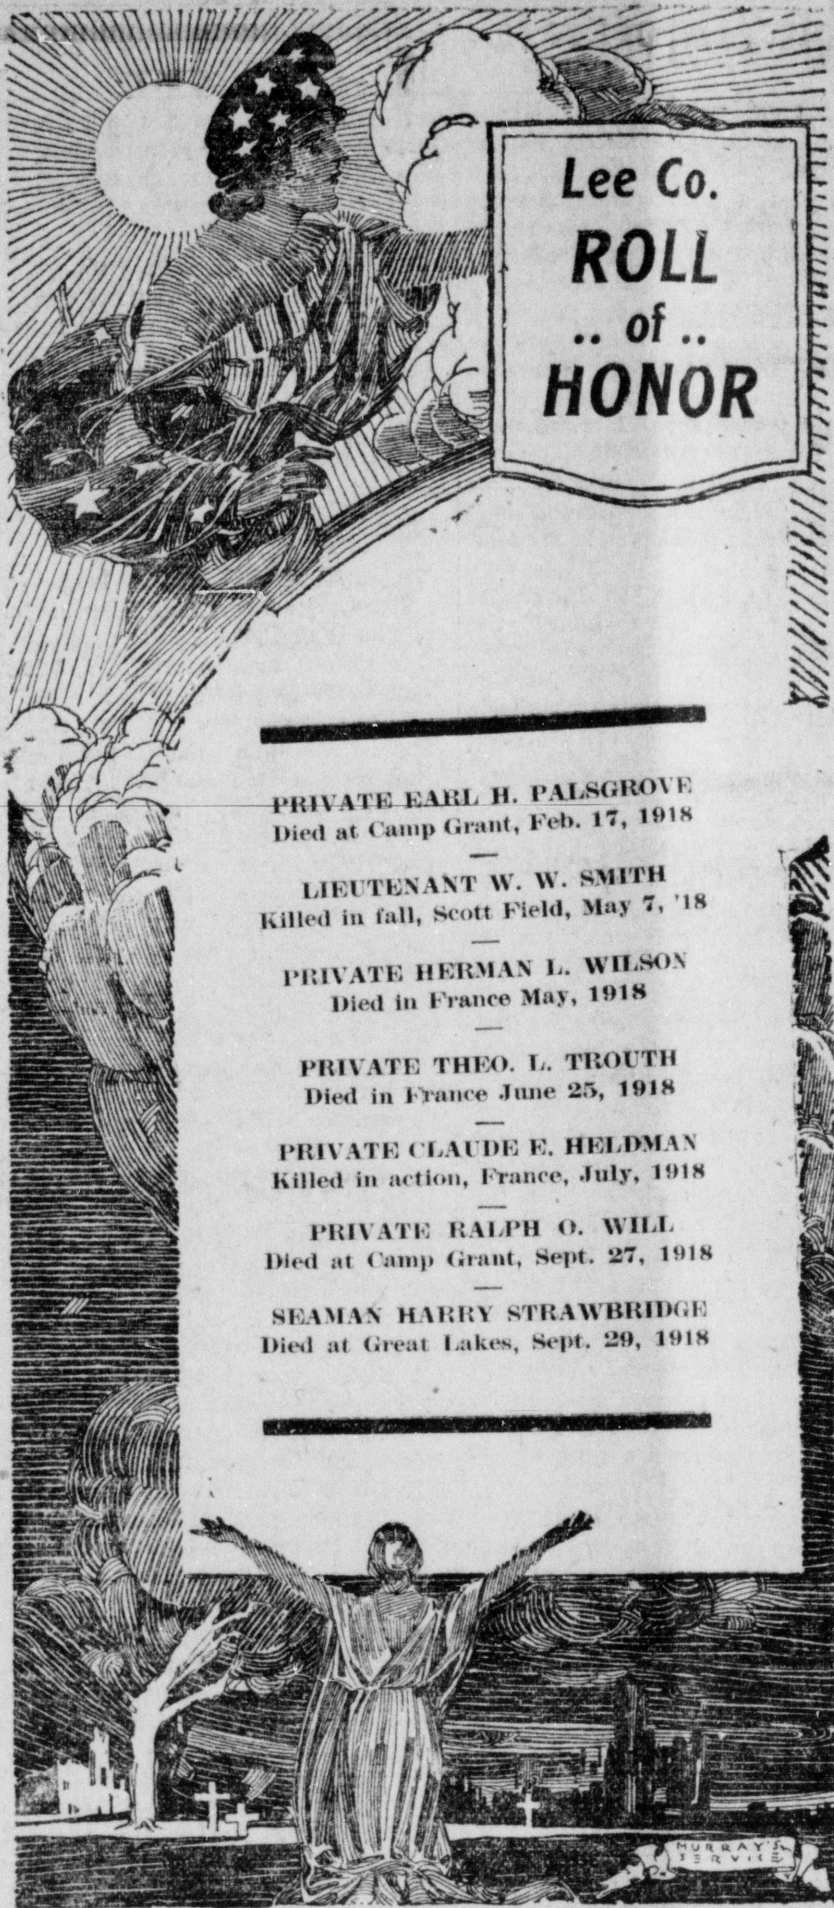 Lee Co.
ROLL
.. of ..
HONOR
PRIVATE EARL H. PALSGROVE
Died at Camp Grant, Feb. 17, 1918
LIEUTENANT W. W. SMITH
Killed in fall, Scott Field, May 7, '18
PRIVATE HERMAN L. WILSON
Died in France May, 1918
PRIVATE THEO. L. TROUTH
Died in France June 25, 1918
PRIVATE CLAUDE E. HELDMAN
Killed in action, France, July, 1918
PRIVATE RALPH O. WILL
Died at Camp Grant, Sept. 27, 1918
SEAMAN HARRY STRAWBRIDGE
Died at Great Lakes, Sept. 29, 1918
MURRAY'S
SERVICE